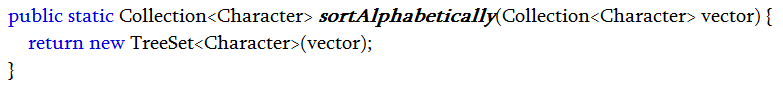 public static Collection<Character> sortAlphabetically(Collection<Character> vector) {
return new TreeSet<Character>(vector);
}